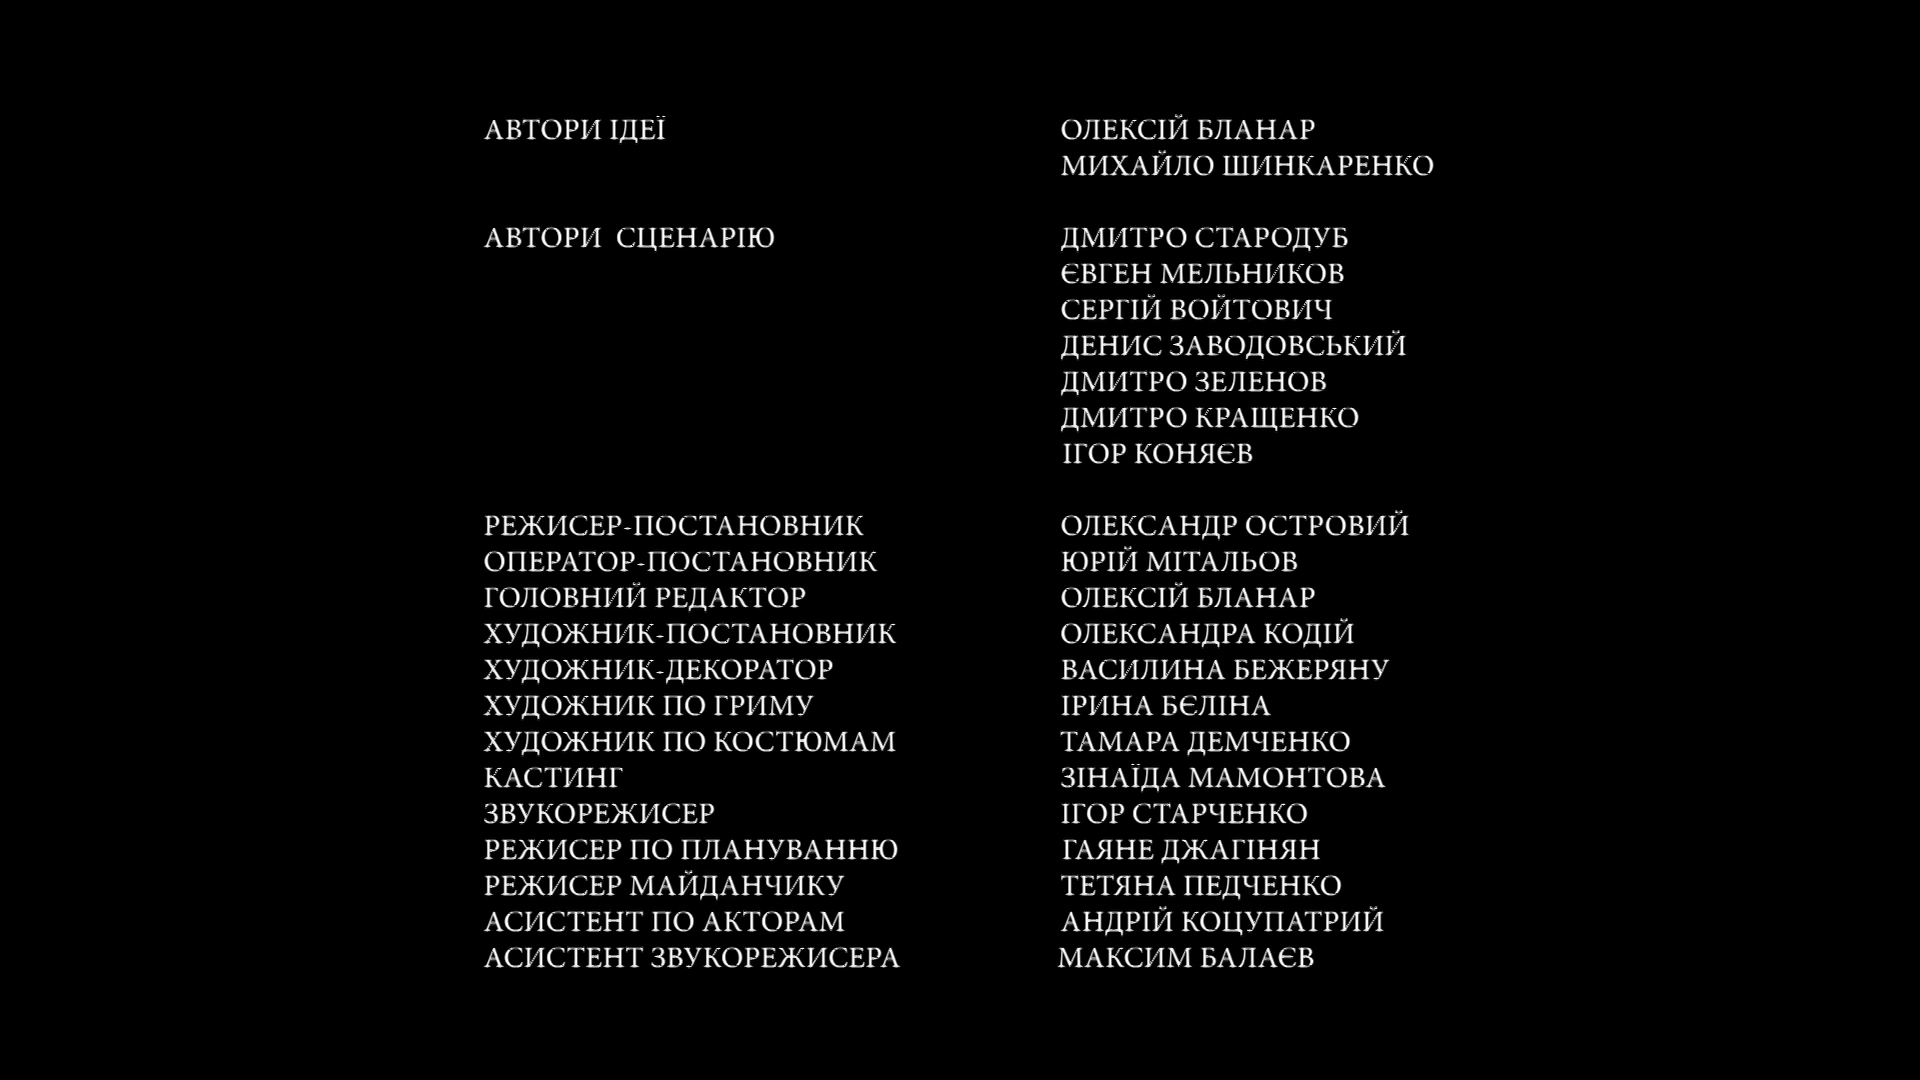 АВТОРИ ІДЕЇ ОЛЕКСІЙ БЛАНАР
МИХАЙЛО ШИНКАРЕНКО
АВТОРИ СЦЕНАРІЮ ДМИТРО СТАРОДУБ
ЄВГЕН МЕЛЬНИКОВ
СЕРГІЙ ВОЙТОВИЧ
ДЕНИС ЗАВОДОВСЬКИЙ
ДМИТРО ЗЕЛЕНОВ
ДМИТРО КРАЩЕНКО
ІГОР КОНЯЄВ
РЕЖИСЕР-ПОСТАНОВНИК ОЛЕКСАНДР ОСТРОВИЙ
ОПЕРАТОР-ПОСТАНОВНИК ЮРІЙ МІТАЛЬОВ
ГОЛОВНИЙ РЕДАКТОР ОЛЕКСІЙ БЛАНАР
ХУДОЖНИК-ПОСТАНОВНИК ОЛЕКСАНДРА КОДІЙ
ХУДОЖНИК-ДЕКОРАТОР ВАСИЛИНА БЕЖЕРЯНУ
ХУДОЖНИК ПО ГРИМУ ІРИНА БЄЛІНА
ХУДОЖНИК ПО КОСТЮМАМ ТАМАРА ДЕМЧЕНКО
КАСТИНГ ЗІНАЇДА МАМОНТОВА
ЗВУКОРЕЖИСЕР ІГОР СТАРЧЕНКО
РЕЖИСЕР ПО ПЛАНУВАННЮ ГАЯНЕ ДЖАГІНЯН
РЕЖИСЕР МАЙДАНЧИКУ ТЕТЯНА ПЕДЧЕНКО
АСИСТЕНТ ПО АКТОРАМ АНДРІЙ КОЦУПАТРИЙ
АСИСТЕНТ ЗВУКОРЕЖИСЕРА МАКСИМ БАЛАЄВ